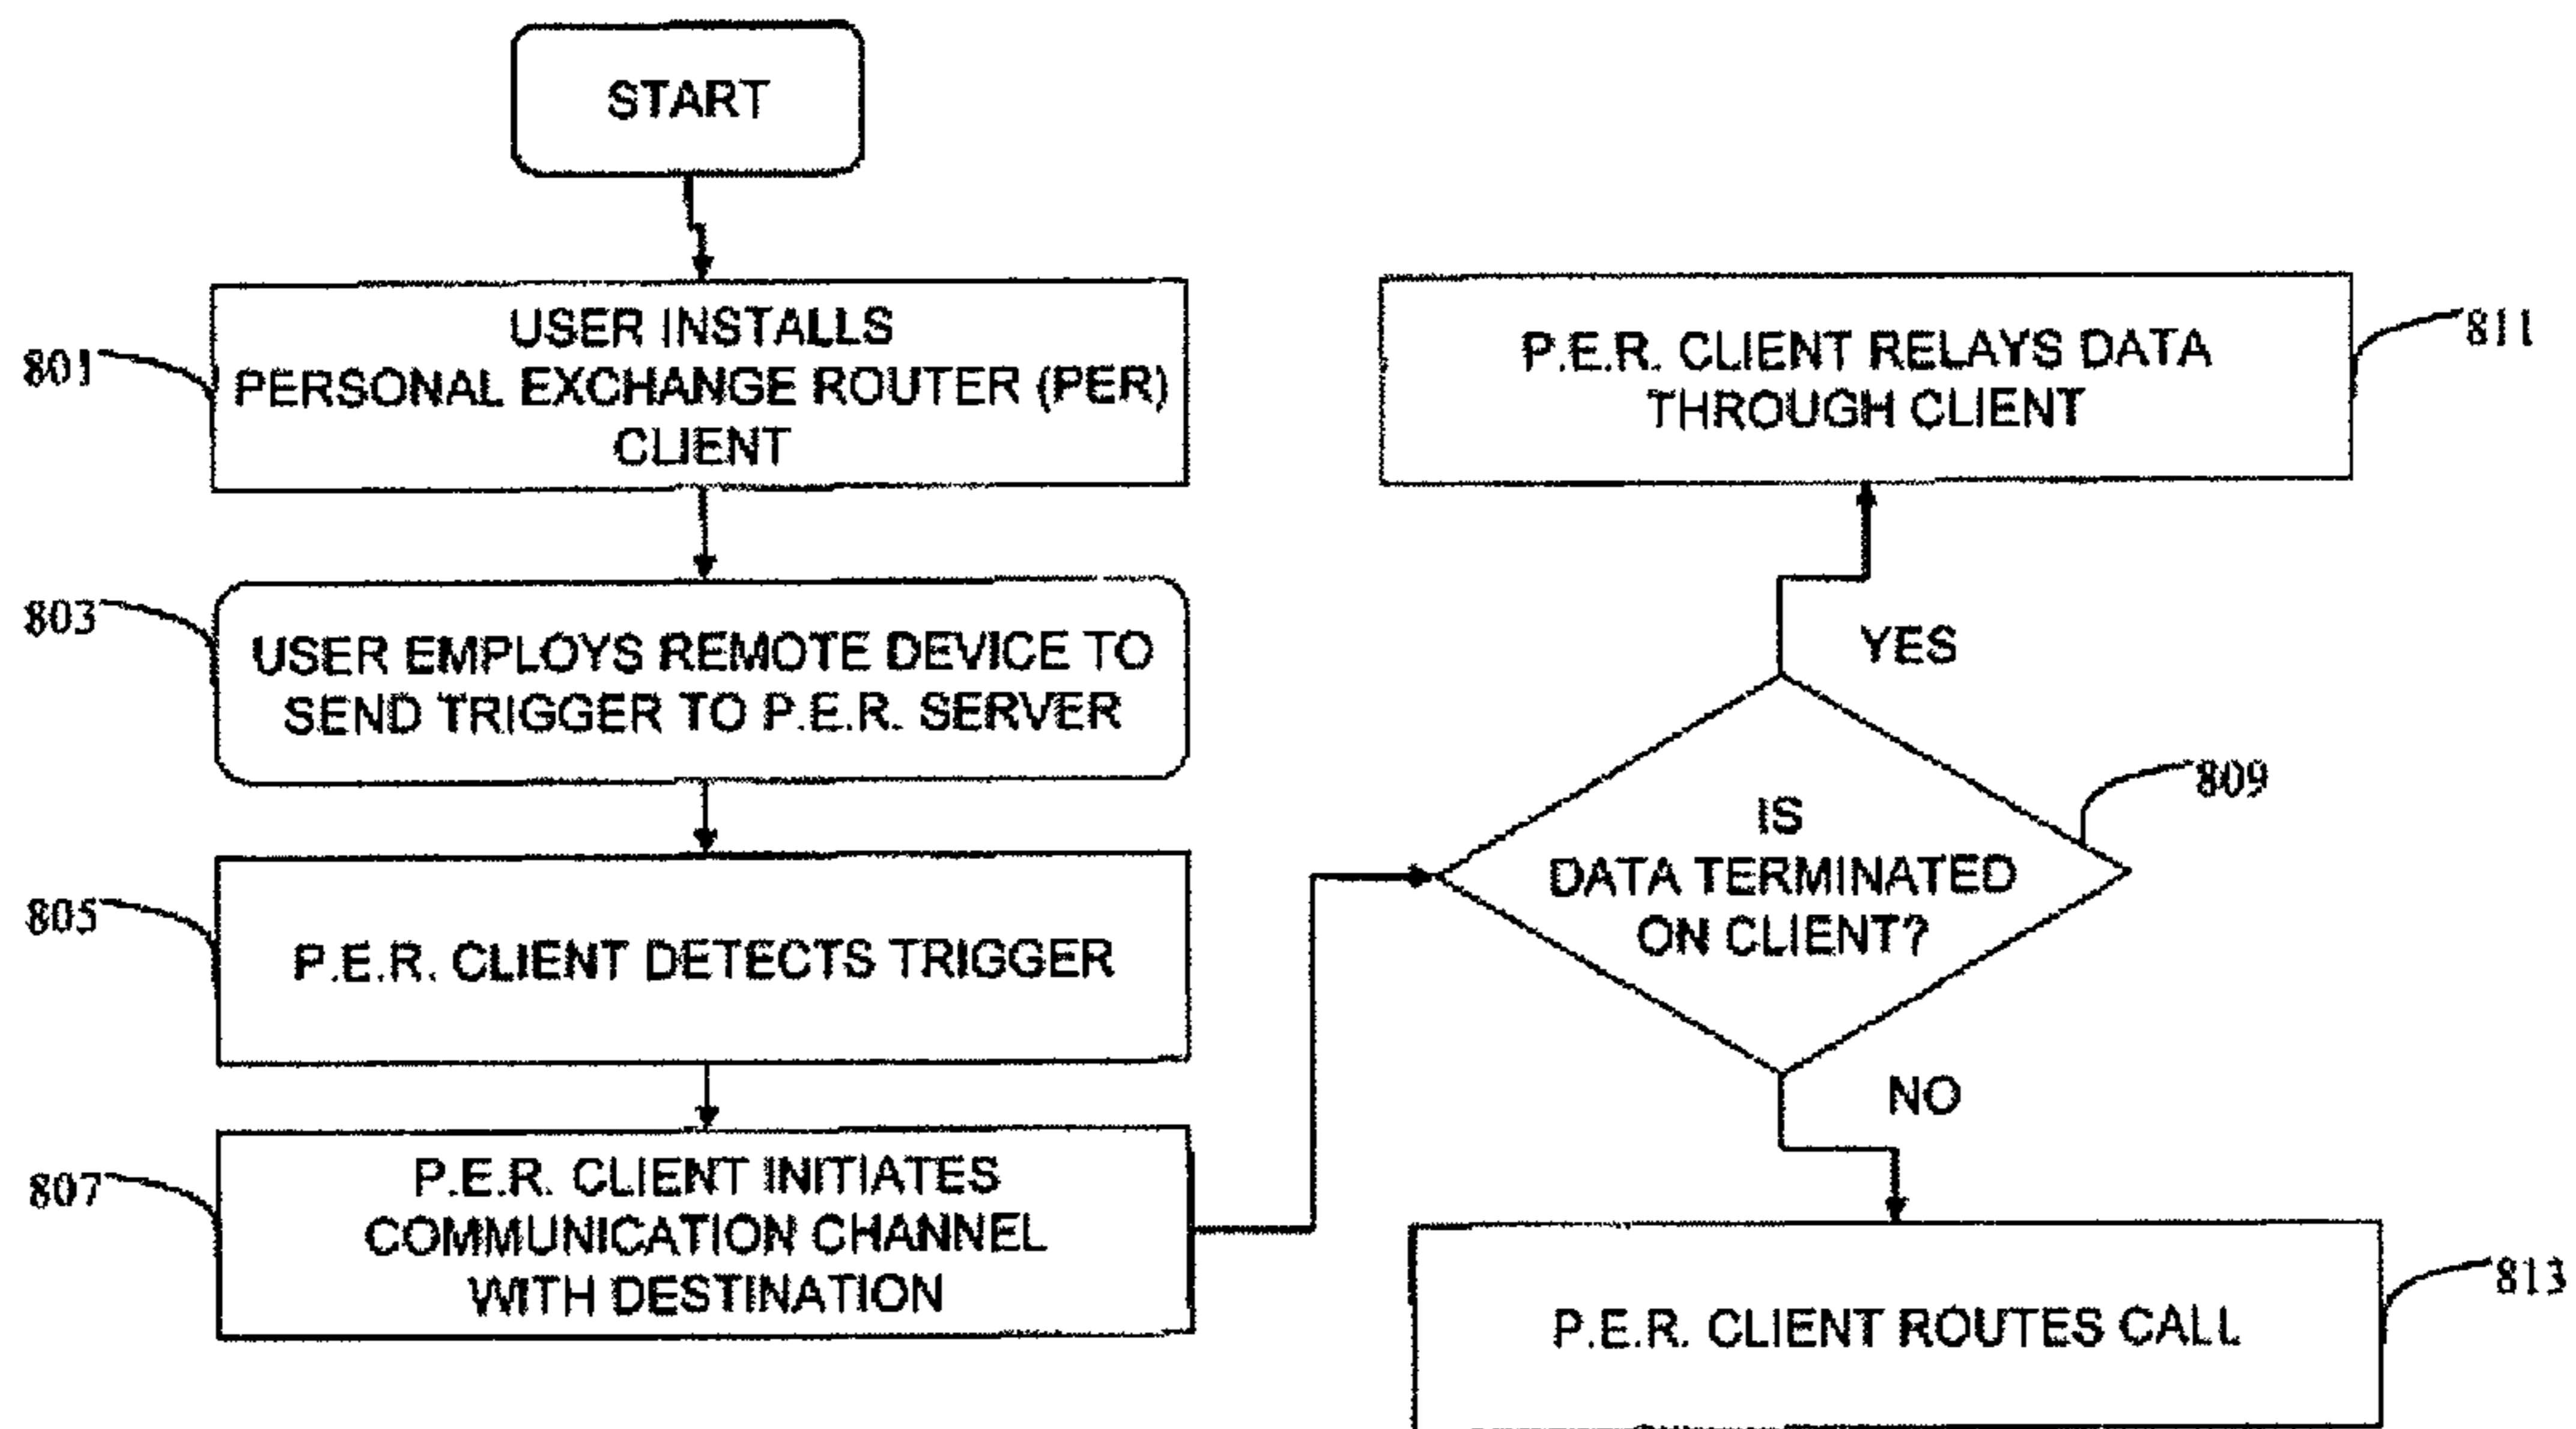 START
801
USER INSTALLS
PERSONAL EXCHANGE ROUTER (PER)
CLIENT
803
USER EMPLOYS REMOTE DEVICE TO
SEND TRIGGER TO P.E.R. SERVER
805
P.E.R. CLIENT DETECTS TRIGGER
807
P.E.R. CLIENT INITIATES
COMMUNICATION CHANNEL
WITH DESTINATION
811
P.E.R. CLIENT RELAYS DATA
THROUGH CLIENT
YES
809
IS
DATA TERMINATED
ON CLIENT?
NO
813
P.E.R. CLIENT ROUTES CALL